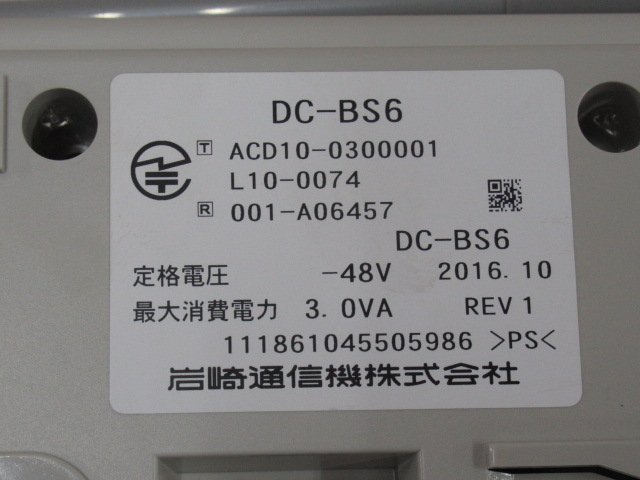 DC-BS6
T ACD10-0300001
L10-0074
R 001-A06457
DC-BS6
定格電圧 -48V 2016.10
最大消費電力 3.0VA REV 1
111861045505986 >PS<
岩崎通信機株式会社